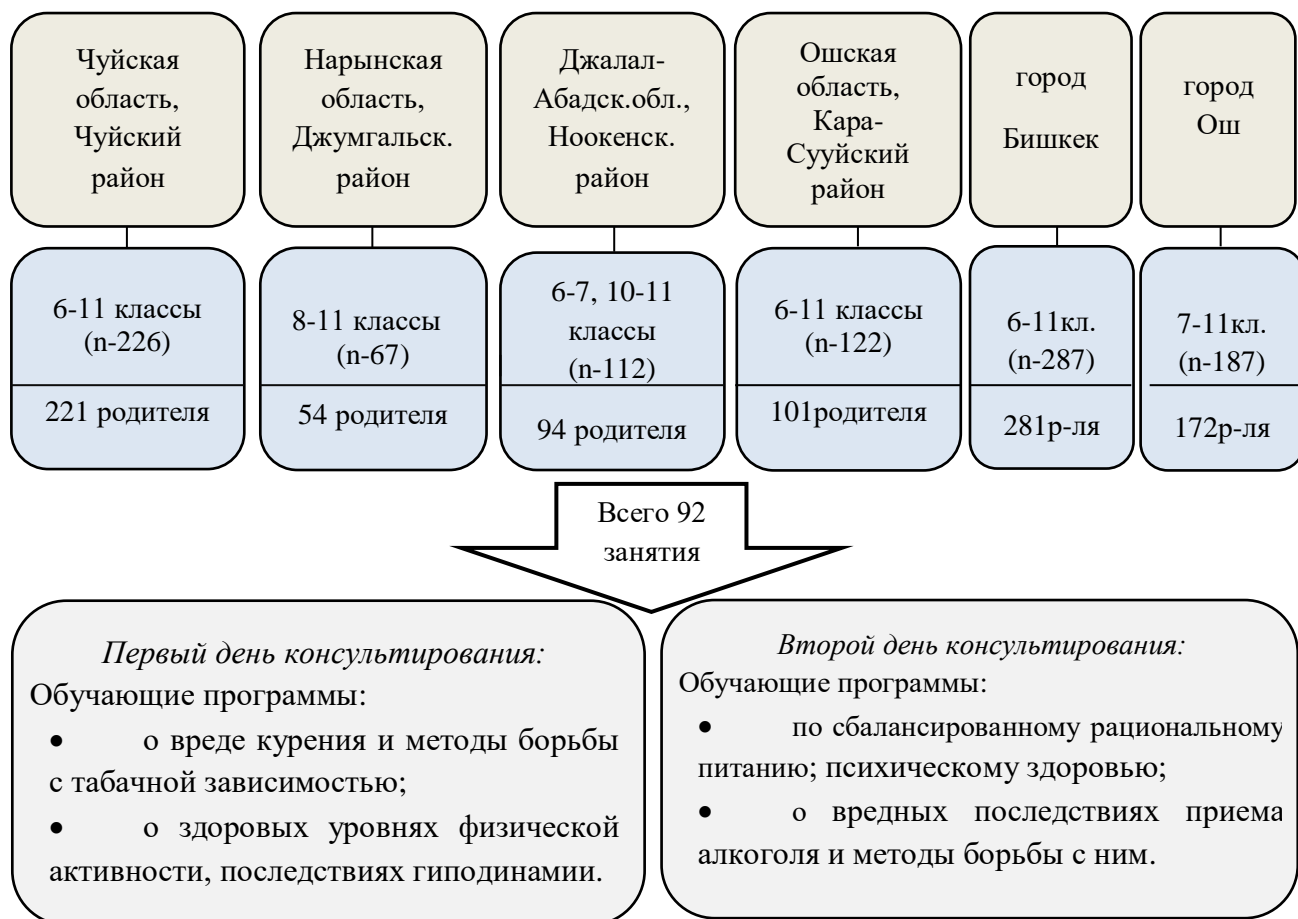 Чуйская
область,
Чуйский
район
Нарынская
область,
Джумгальск.
район
Джалал-
Абадск.обл.,
Ноокенск.
район
Ошская
область,
Кара-
Сууйский
район
город
Бишкек
город
Ош
6-11 классы
(n-226)
221 родителя
8-11 классы
(n-67)
54 родителя
6-7, 10-11
классы
(n-112)
94 родителя
6-11 классы
(n-122)
101родителя
6-11кл.
(n-287)
281р-ля
7-11кл.
(n-187)
172р-ля
Всего 92
занятия
Первый день консультирования:
Обучающие программы:
• о вреде курения и методы борьбы
с табачной зависимостью;
• о здоровых уровнях физической
активности, последствиях гиподинамии.
Второй день консультирования:
Обучающие программы:
• по сбалансированному рациональному
питанию; психическому здоровью;
• о вредных последствиях приема
алкоголя и методы борьбы с ним.